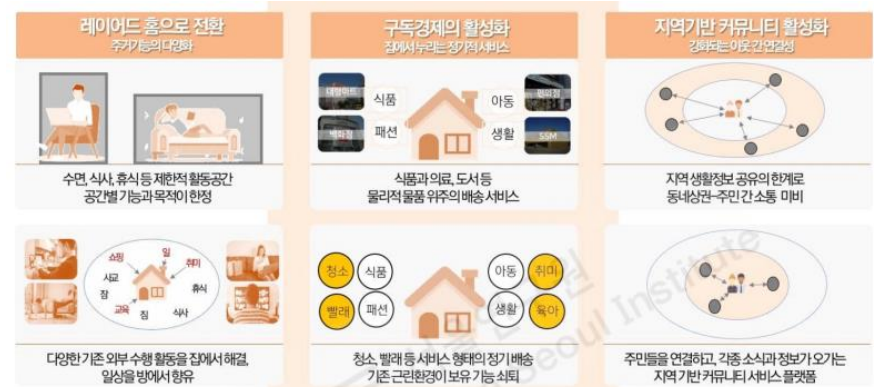 레이어드 홈으로 전환
주거기능의 다양화
구독경제의 활성화
집에서 누리는 정기적 서비스
지역기반 커뮤니티 활성화
강화되는 이웃 간 연결성
대형마트
식품
아동
편의점
백화점
패션
생활
SSM
수면, 식사, 휴식 등 제한적 활동공간
공간별 기능과 목적이 한정
식품과 의료, 도서 등
물리적 물품 위주의 배송 서비스
지역 생활정보 공유의 한계로
동네상권-주민 간 소통 미비
쇼핑
일
취미
사교
휴식
잠
교육
짐
식사
청소
식품
아동
취미
빨래
패션
생활
육아
다양한 기존 외부 수행 활동을 집에서 해결,
일상을 방에서 향유
청소, 빨래 등 서비스 형태의 정기 배송
기존 근린환경이 보유 기능 쇠퇴
주민들을 연결하고, 각종 소식과 정보가 오가는
지역 기반 커뮤니티 서비스 플랫폼
Seoul Institute